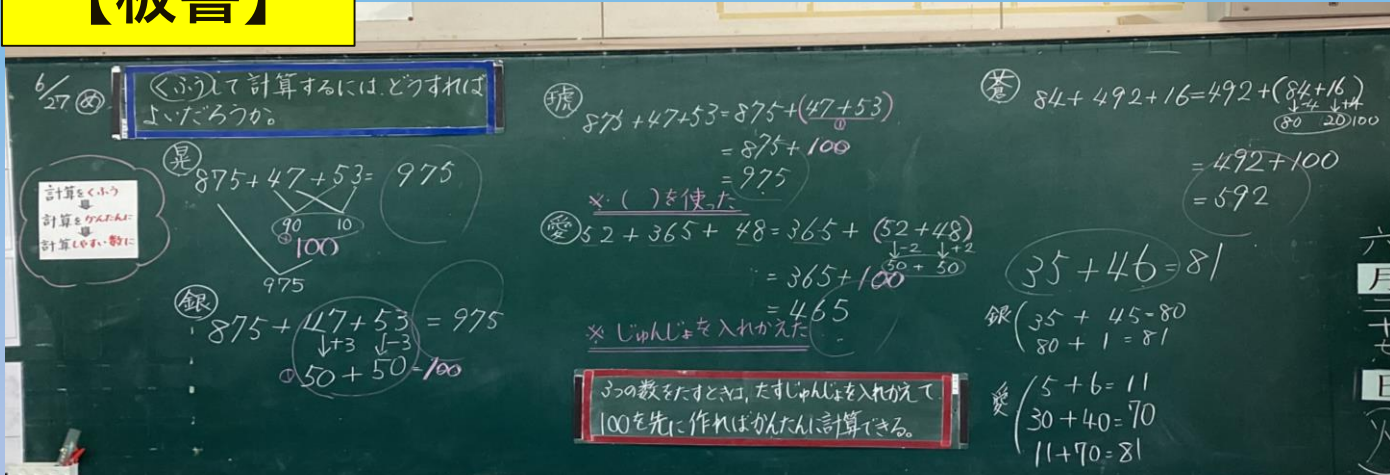 【板書】
6/27 め
くふうして計算するには、どうすれば
よいだろうか。
計算をくふう
計算をかんたんに
計算しやすい数に
晃
875+47+53= 975
90 10
① 100
975
銀
875+47+53=975
↓+3 ↓-3
① 50+50=100
琥
875+47+53=875+(47+53)
①
=875+100
=975
※( )を使った
愛
52+365+48=365+(52+48)
↓-2 ↓+2
50+50
=365+100
=465
※じゅんじょを入れかえた
3つの数をたすときは、たすじゅんじょを入れかえて
100を先に作ればかんたんに計算できる。
蒼
84+492+16=492+(84+16)
↓-4 ↓+4
80 20 100
=492+100
=592
35+46=81
銀
35+45=80
80+1=81
愛
5+6=11
30+40=70
11+70=81
六
月